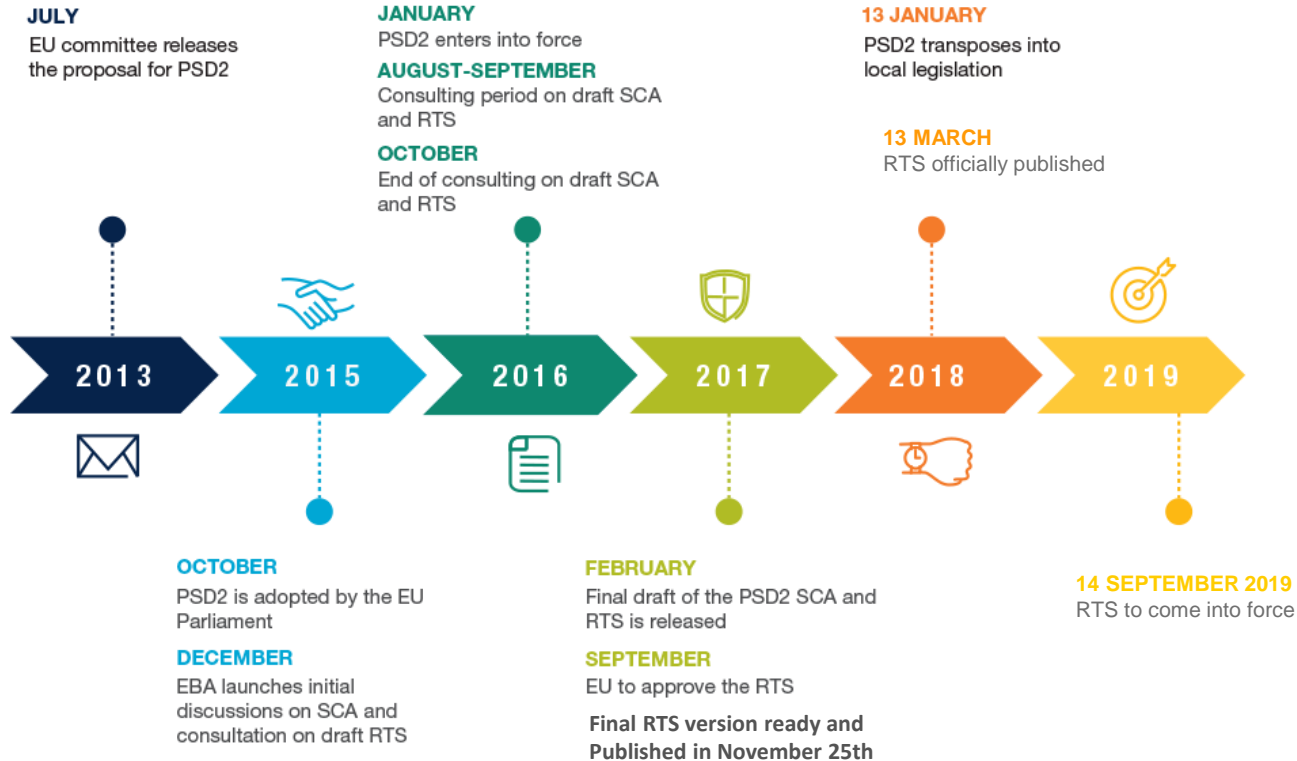 JULY
EU committee releases
the proposal for PSD2
JANUARY
PSD2 enters into force
AUGUST-SEPTEMBER
Consulting period on draft SCA
and RTS
OCTOBER
End of consulting on draft SCA
and RTS
13 JANUARY
PSD2 transposes into
local legislation
13 MARCH
RTS officially published
2013
2015
2016
2017
2018
2019
OCTOBER
PSD2 is adopted by the EU
Parliament
DECEMBER
EBA launches initial
discussions on SCA and
consultation on draft RTS
FEBRUARY
Final draft of the PSD2 SCA and
RTS is released
SEPTEMBER
EU to approve the RTS
Final RTS version ready and
Published in November 25th
14 SEPTEMBER 2019
RTS to come into force